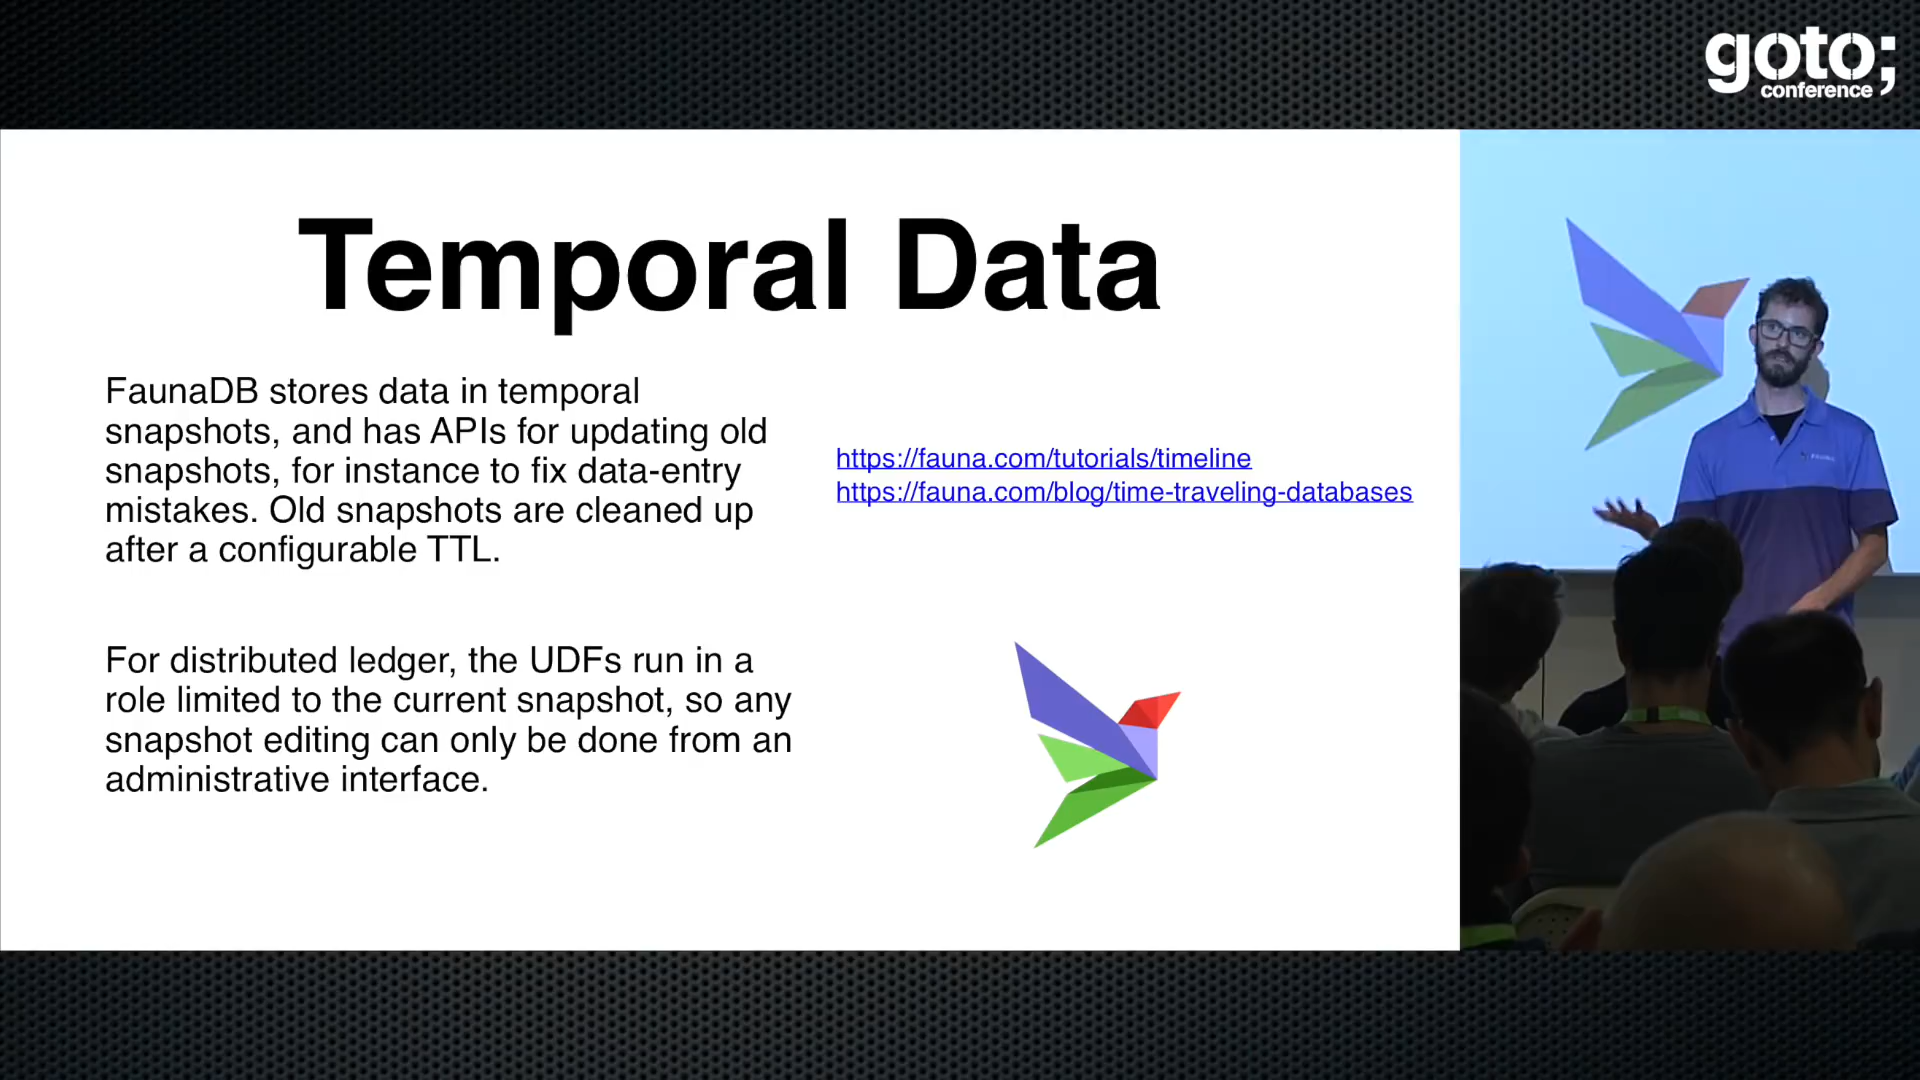 goto;
conference
Temporal Data
FaunaDB stores data in temporal
snapshots, and has APIs for updating old
snapshots, for instance to fix data-entry
mistakes. Old snapshots are cleaned up
after a configurable TTL.
For distributed ledger, the UDFs run in a
role limited to the current snapshot, so any
snapshot editing can only be done from an
administrative interface.
https://fauna.com/tutorials/timeline
https://fauna.com/blog/time-traveling-databases
FAUNA